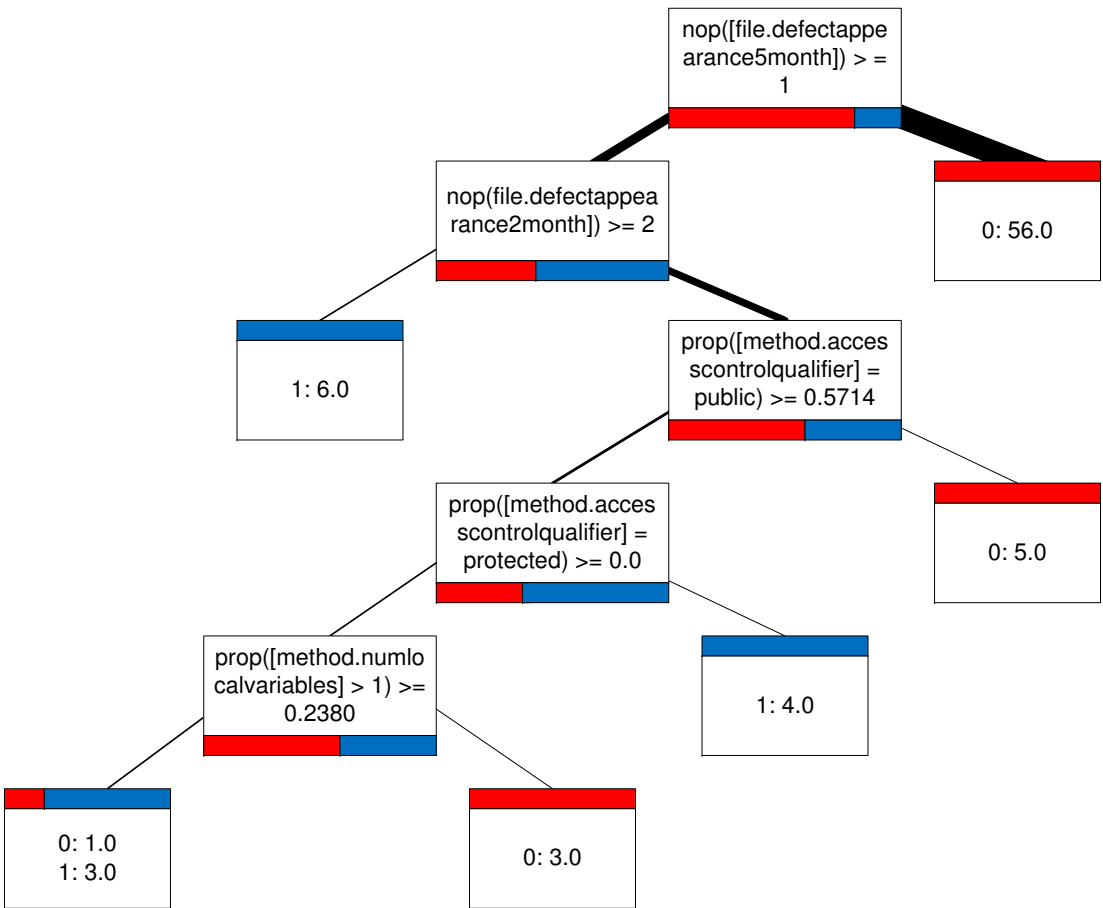 nop([file.defectappe
arance5month]) > =
1
nop(file.defectappea
rance2month]) >= 2
0: 56.0
1: 6.0
prop([method.acces
scontrolqualifier] =
public) >= 0.5714
prop([method.acces
scontrolqualifier] =
protected) >= 0.0
0: 5.0
prop([method.numlo
calvariables] > 1) >=
0.2380
1: 4.0
0: 1.0
1: 3.0
0: 3.0